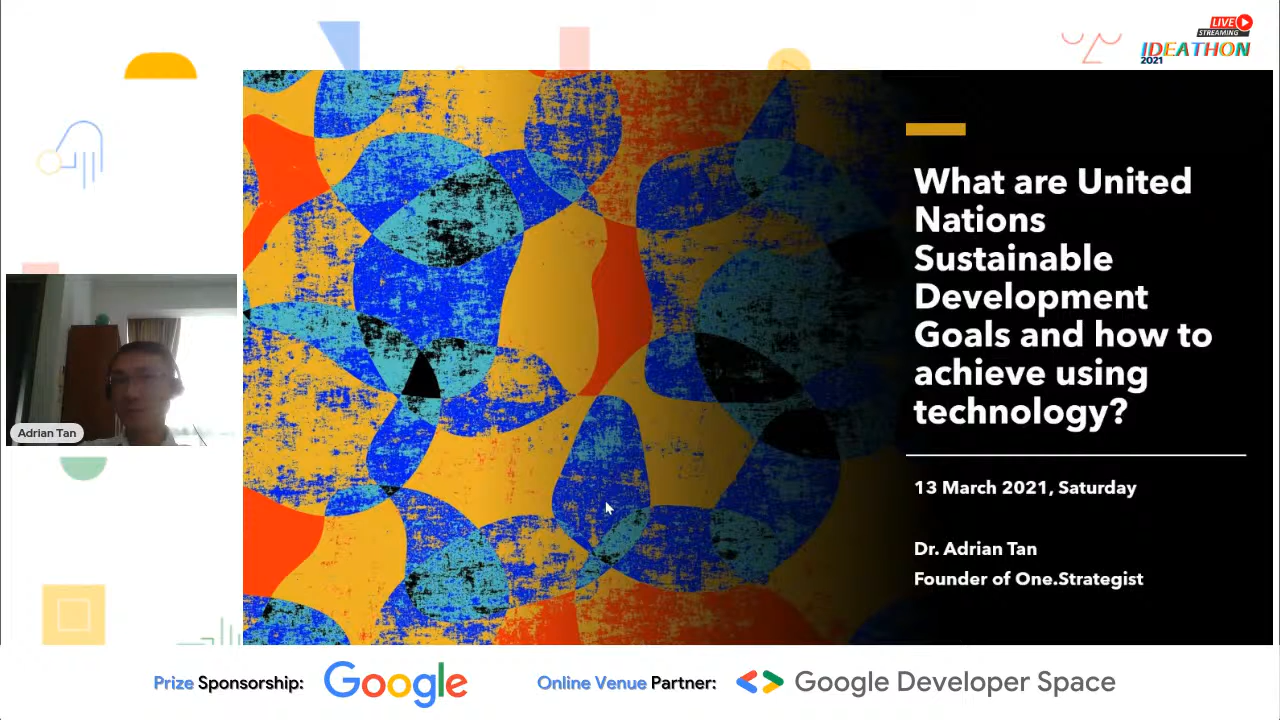 LIVE
STREAMING
IDEATHON
2021
What are United
Nations
Sustainable
Development
Goals and how to
achieve using
technology?
13 March 2021, Saturday
Dr. Adrian Tan
Founder of One.Strategist
Adrian Tan
Prize Sponsorship: Google Online Venue Partner: Google Developer Space